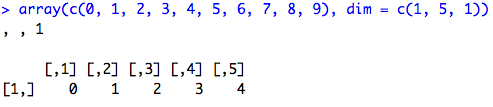 > array(c(0, 1, 2, 3, 4, 5, 6, 7, 8, 9), dim = c(1, 5, 1))
, , 1
[,1] [,2] [,3] [,4] [,5]
[1,] 0 1 2 3 4